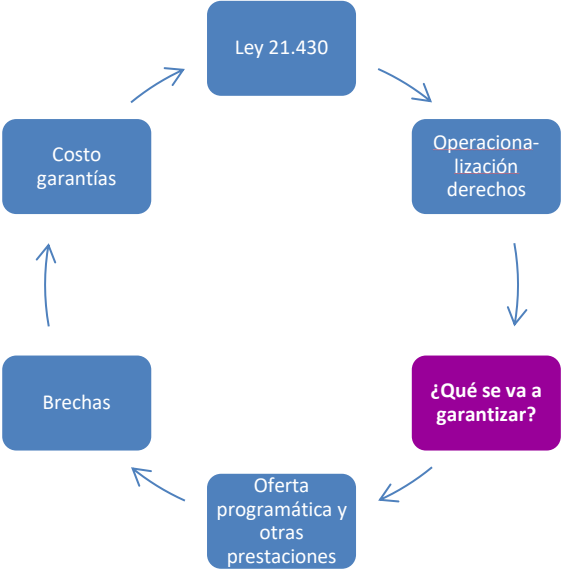 Ley 21.430
Operaciona-
lización
derechos
¿Qué se va a
garantizar?
Oferta
programática y
otras
prestaciones
Brechas
Costo
garantías